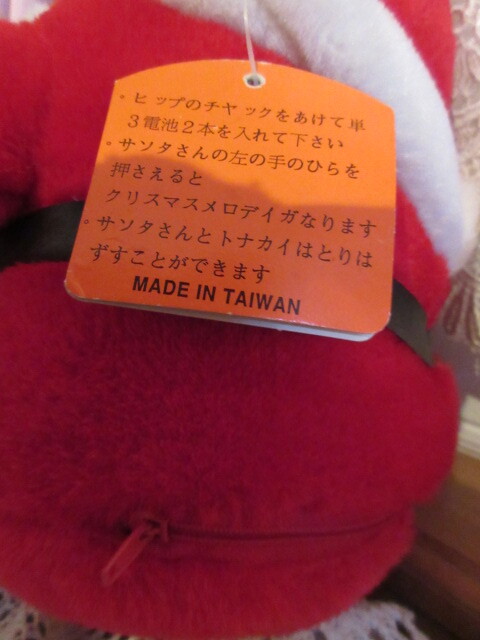 ・ヒップのチヤックをあけて単
３電池２本を入れて下さい
・サソタさんの左の手のひらを
押さえると
クリスマスメロデイガなります
・サソタさんとトナカイはとりは
ずすことができます
MADE IN TAIWAN